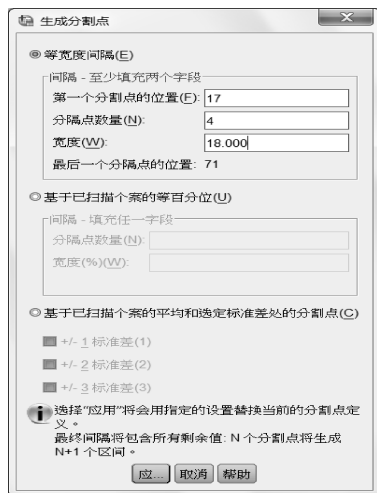 生成分割点
等宽度间隔(E)
间隔 - 至少填充两个字段
第一个分割点的位置(F): 17
分隔点数量(N): 4
宽度(W): 18.000
最后一个分隔点的位置: 71
基于已扫描个案的等百分位(U)
间隔 - 填充任一字段
分隔点数量(N):
宽度(%)(W):
基于已扫描个案的平均和选定标准差处的分割点(C)
+/- 1 标准差(1)
+/- 2 标准差(2)
+/- 3 标准差(3)
选择"应用"将会用指定的设置替换当前的分割点定
义。
最终间隔将包含所有剩余值: N 个分割点将生成
N+1 个区间。
应... 取消 帮助